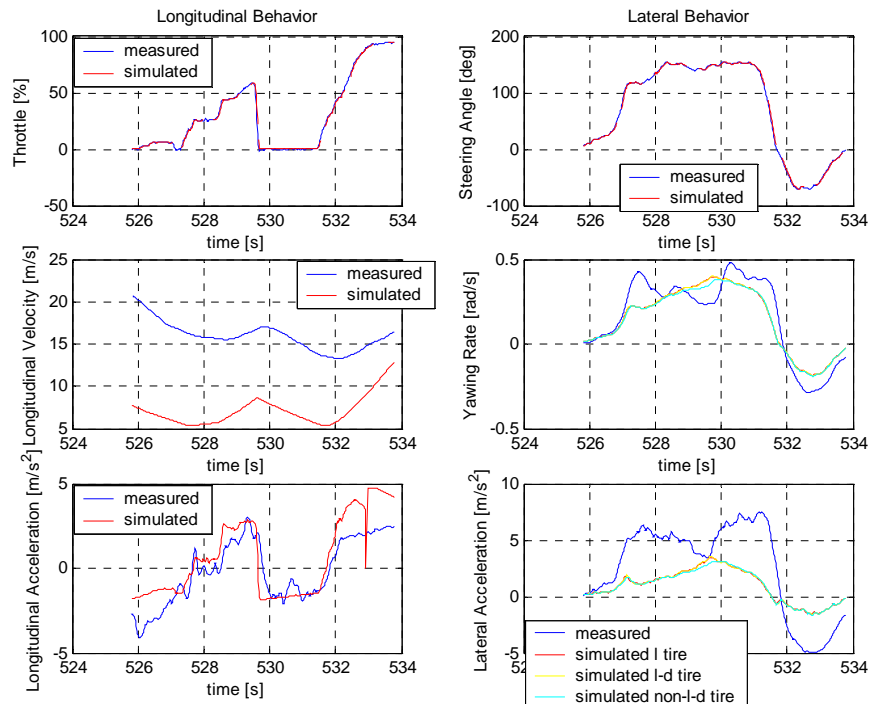 Longitudinal Behavior
Lateral Behavior
Throttle [%]
100
50
0
-50
measured
simulated
524 526 528 530 532 534
time [s]
Steering Angle [deg]
200
100
0
-100
measured
simulated
524 526 528 530 532 534
time [s]
Longitudinal Velocity [m/s]
25
20
15
10
5
measured
simulated
524 526 528 530 532 534
time [s]
Yawing Rate [rad/s]
0.5
0
-0.5
524 526 528 530 532 534
time [s]
Longitudinal Acceleration [m/s²]
5
0
-5
measured
simulated
524 526 528 530 532 534
Lateral Acceleration [m/s²]
10
5
0
-5
measured
simulated l tire
simulated l-d tire
simulated non-l-d tire
524 526 528 530 532 534